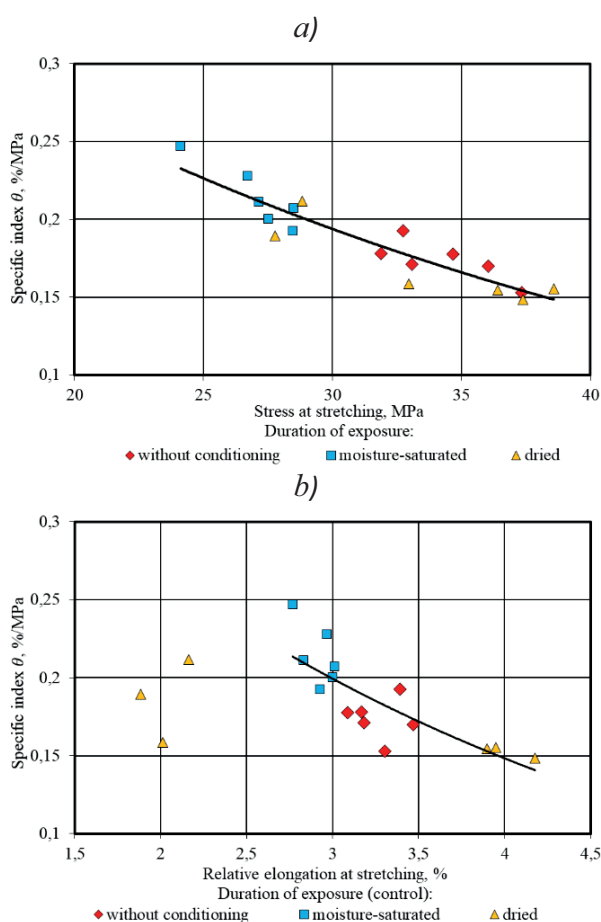 a)
0,3
0,25
0,2
0,15
0,1
Specific index θ, %/MPa
20 25 30 35 40
Stress at stretching, MPa
Duration of exposure:
without conditioning moisture-saturated dried
b)
0,3
0,25
0,2
0,15
0,1
Specific index θ, %/MPa
1,5 2 2,5 3 3,5 4 4,5
Relative elongation at stretching, %
Duration of exposure (control):
without conditioning moisture-saturated dried